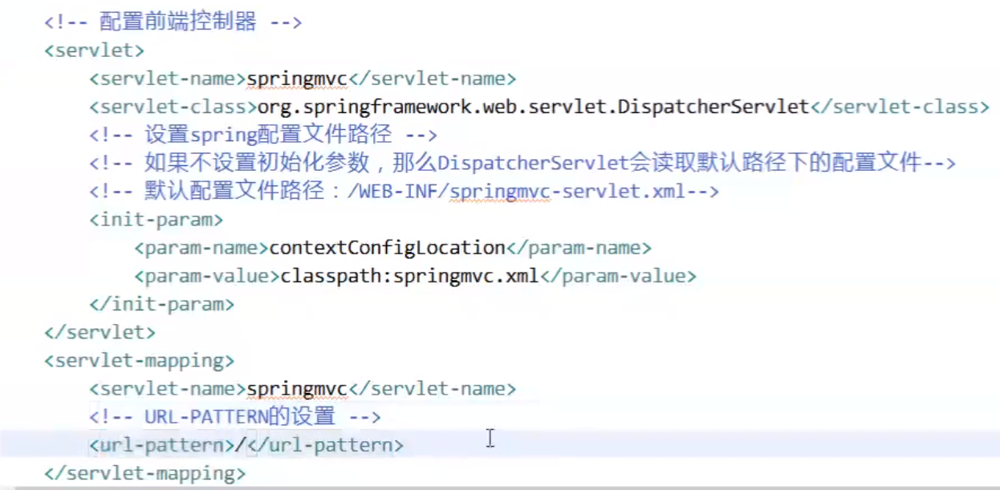 <!-- 配置前端控制器 -->
<servlet>
<servlet-name>springmvc</servlet-name>
<servlet-class>org.springframework.web.servlet.DispatcherServlet</servlet-class>
<!-- 设置spring配置文件路径 -->
<!-- 如果不设置初始化参数，那么DispatcherServlet会读取默认路径下的配置文件-->
<!-- 默认配置文件路径：/WEB-INF/springmvc-servlet.xml-->
<init-param>
<param-name>contextConfigLocation</param-name>
<param-value>classpath:springmvc.xml</param-value>
</init-param>
</servlet>
<servlet-mapping>
<servlet-name>springmvc</servlet-name>
<!-- URL-PATTERN的设置 -->
<url-pattern>/</url-pattern>
</servlet-mapping>